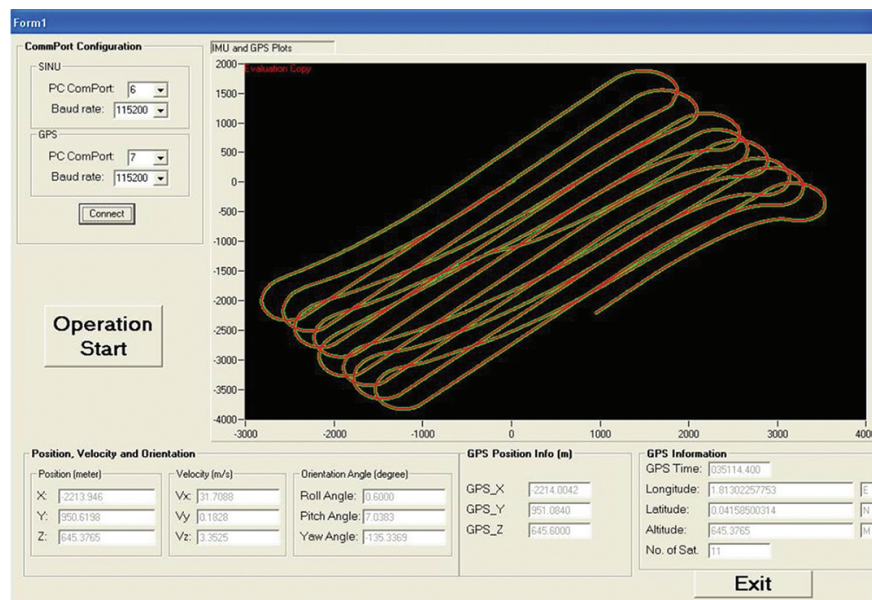 Form1
CommPort Configuration
SINU
PC ComPort: 6
Baud rate: 115200
GPS
PC ComPort: 7
Baud rate: 115200
Connect
Operation
Start
IMU and GPS Plots
Evaluation Copy
2000
1500
1000
500
0
-500
-1000
-1500
-2000
-2500
-3000
-3500
-4000
-3000
-2000
-1000
0
1000
2000
3000
4000
Position, Velocity and Orientation
Position (meter)
X: -2213.946
Y: 950.6198
Z: 645.3765
Velocity (m/s)
Vx: 31.7088
Vy: 0.1828
Vz: 3.3525
Orientation Angle (degree)
Roll Angle: 0.6000
Pitch Angle: 7.0383
Yaw Angle: -135.3369
GPS Position Info (m)
GPS_X -2214.0042
GPS_Y 951.0840
GPS_Z 645.6000
GPS Information
GPS Time: 035114.400
Longitude: 1.81302257753 E
Latitude: 0.04158500314 N
Altitude: 645.3765 M
No. of Sat. 11
Exit